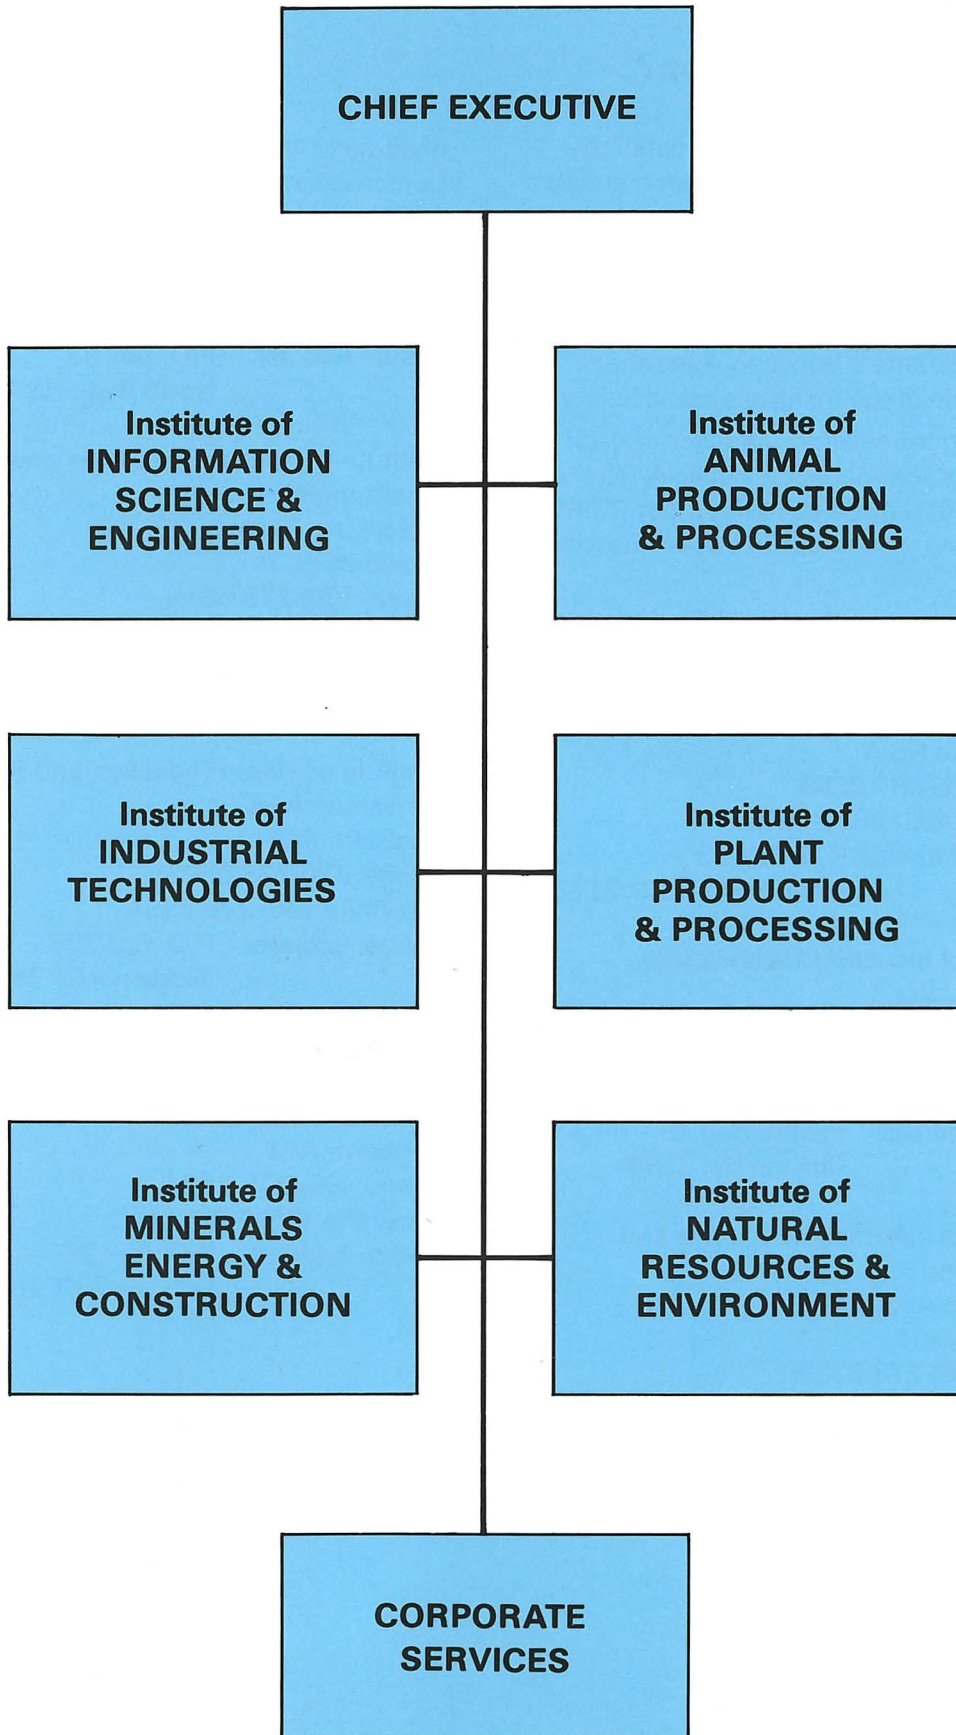 CHIEF EXECUTIVE
Institute of
INFORMATION
SCIENCE &
ENGINEERING
Institute of
ANIMAL
PRODUCTION
& PROCESSING
Institute of
INDUSTRIAL
TECHNOLOGIES
Institute of
PLANT
PRODUCTION
& PROCESSING
Institute of
MINERALS
ENERGY &
CONSTRUCTION
Institute of
NATURAL
RESOURCES &
ENVIRONMENT
CORPORATE
SERVICES